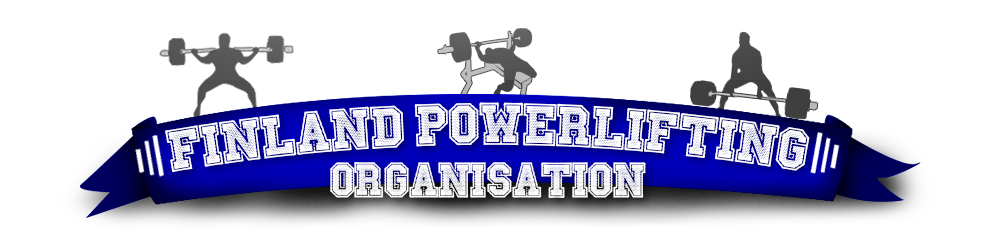 FINLAND POWERLIFTING
ORGANISATION